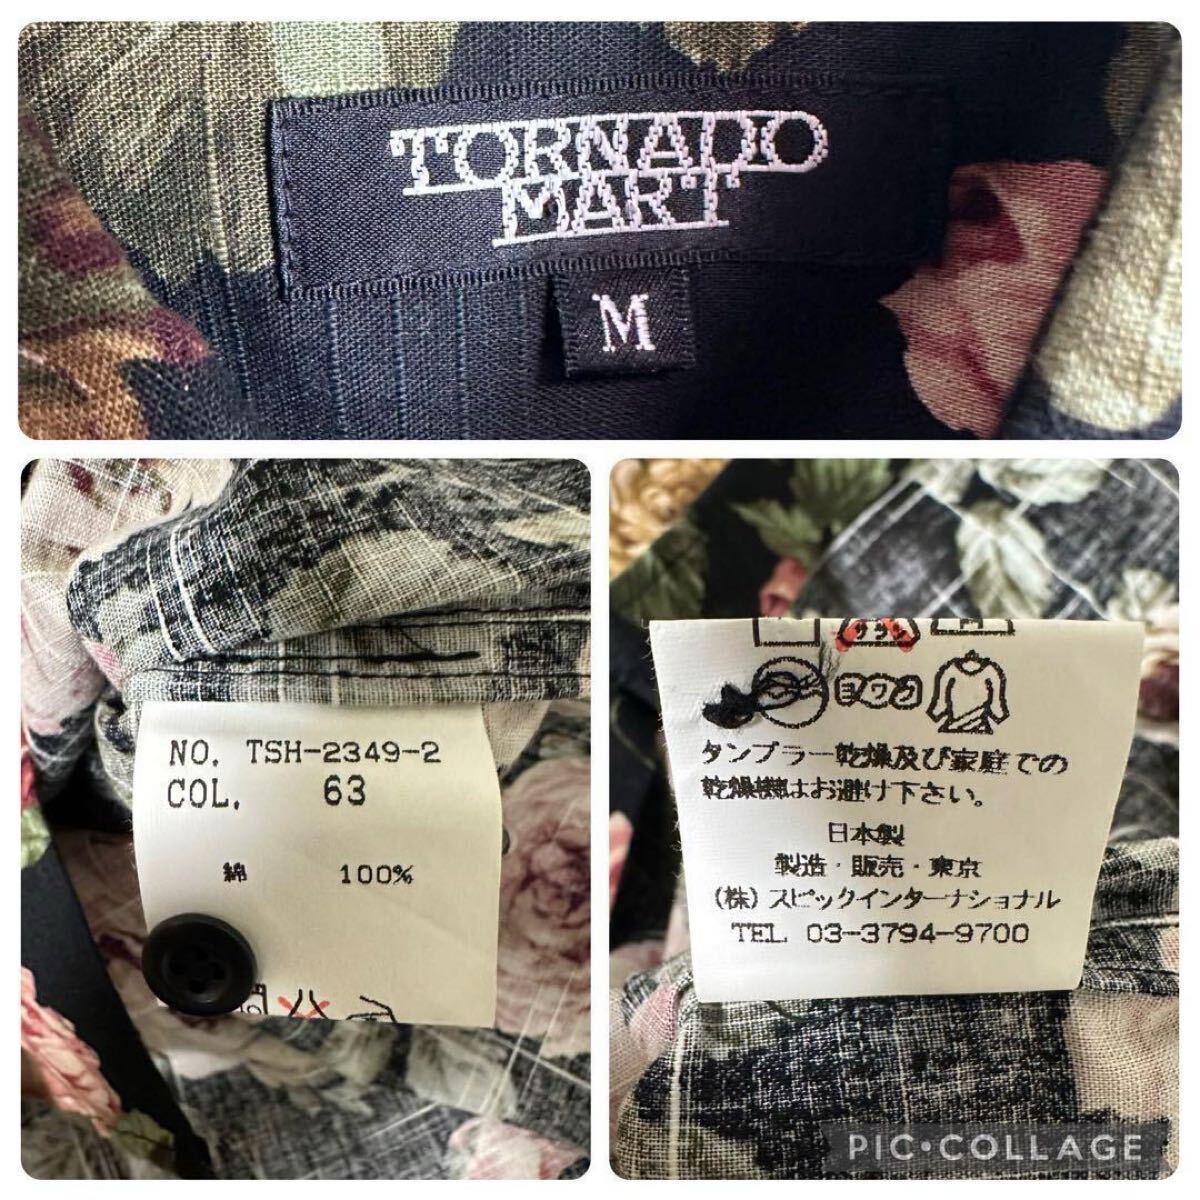 TORNADO
MART
M
NO. TSH-2349-2
COL. 63
綿 100%
サラシ
ヨワク
タンブラー乾燥及び家庭での
乾燥機はお避け下さい。
日本製
製造・販売・東京
(株)スピックインターナショナル
TEL 03-3794-9700
PIC•COLLAGE